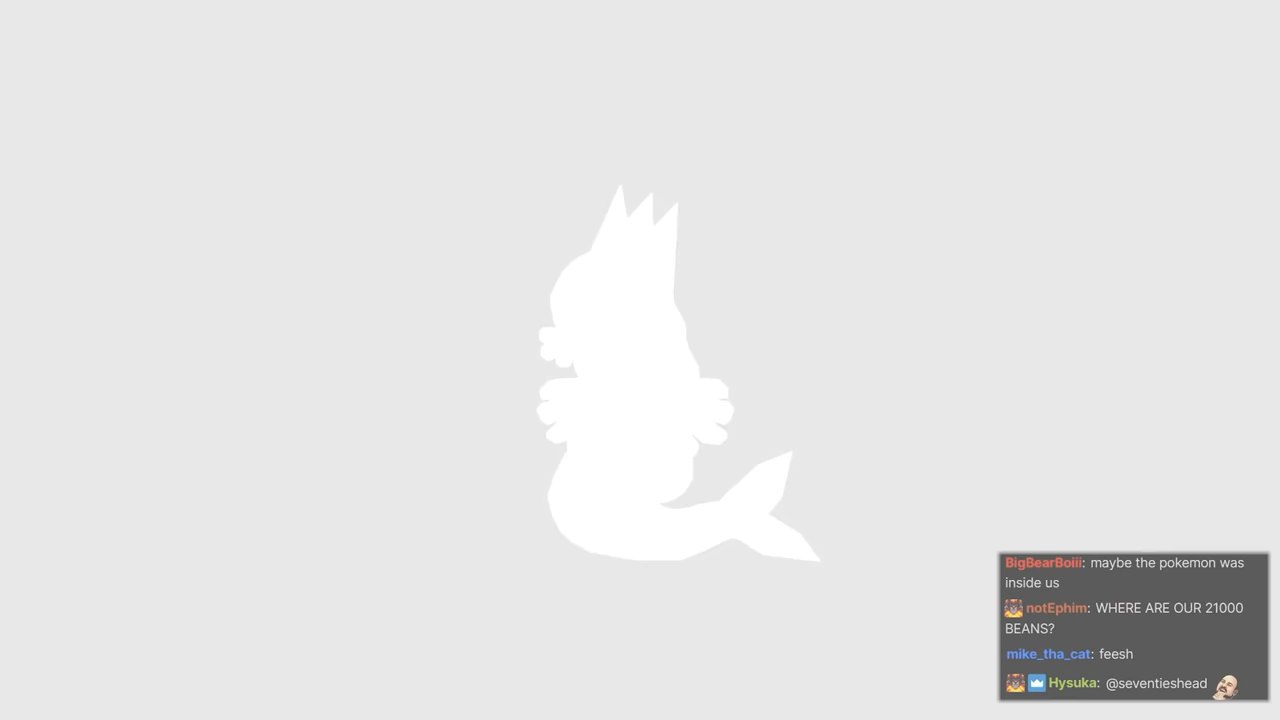 BigBearBoiii: maybe the pokemon was
inside us
notEphim: WHERE ARE OUR 21000
BEANS?
mike_tha_cat: feesh
Hysuka: @seventieshead